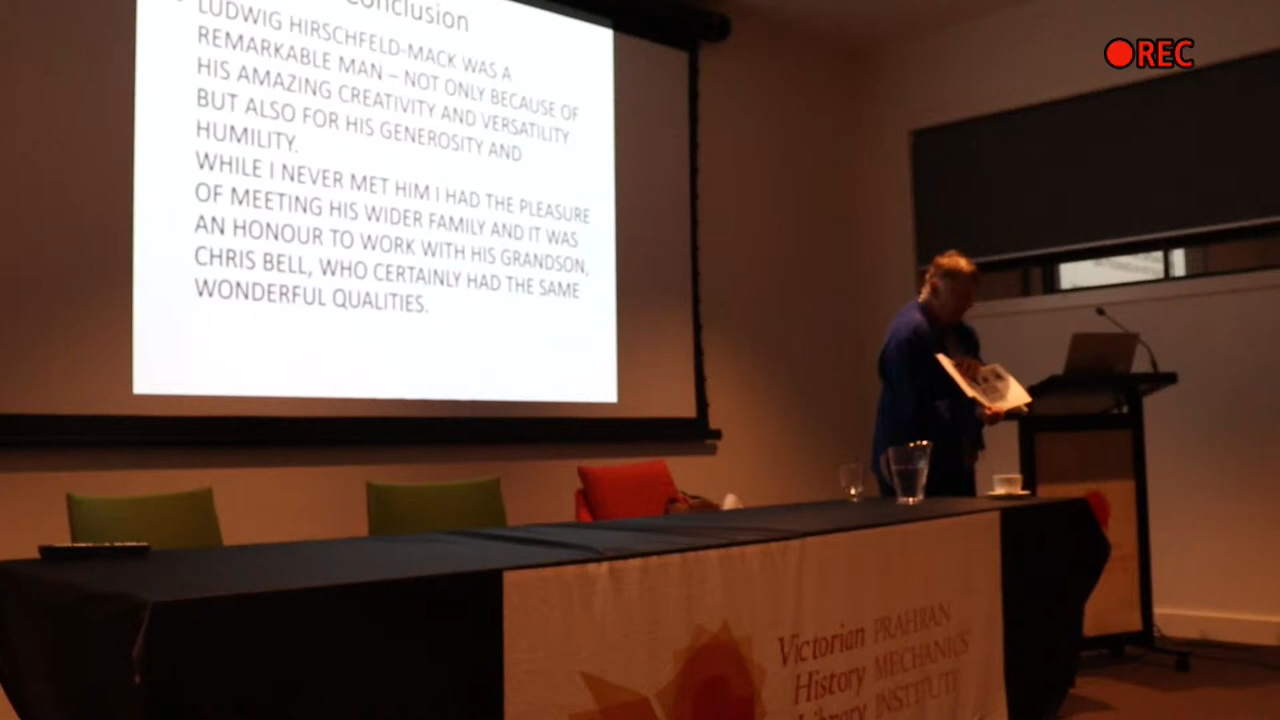 Conclusion
LUDWIG HIRSCHFELD-MACK WAS A
REMARKABLE MAN – NOT ONLY BECAUSE OF
HIS AMAZING CREATIVITY AND VERSATILITY
BUT ALSO FOR HIS GENEROSITY AND
HUMILITY.
WHILE I NEVER MET HIM I HAD THE PLEASURE
OF MEETING HIS WIDER FAMILY AND IT WAS
AN HONOUR TO WORK WITH HIS GRANDSON,
CHRIS BELL, WHO CERTAINLY HAD THE SAME
WONDERFUL QUALITIES.
REC
Victorian PRAHRAN
History MECHANICS'
Library INSTITUTE